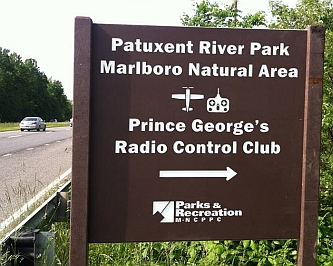 Patuxent River Park
Marlboro Natural Area
Prince George's
Radio Control Club
Parks &
Recreation
M-NCPPC